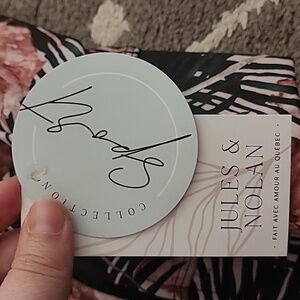 COLLECTION
JULES &
NOLAN
· FAIT AVEC AMOUR AU QUÉBEC ·